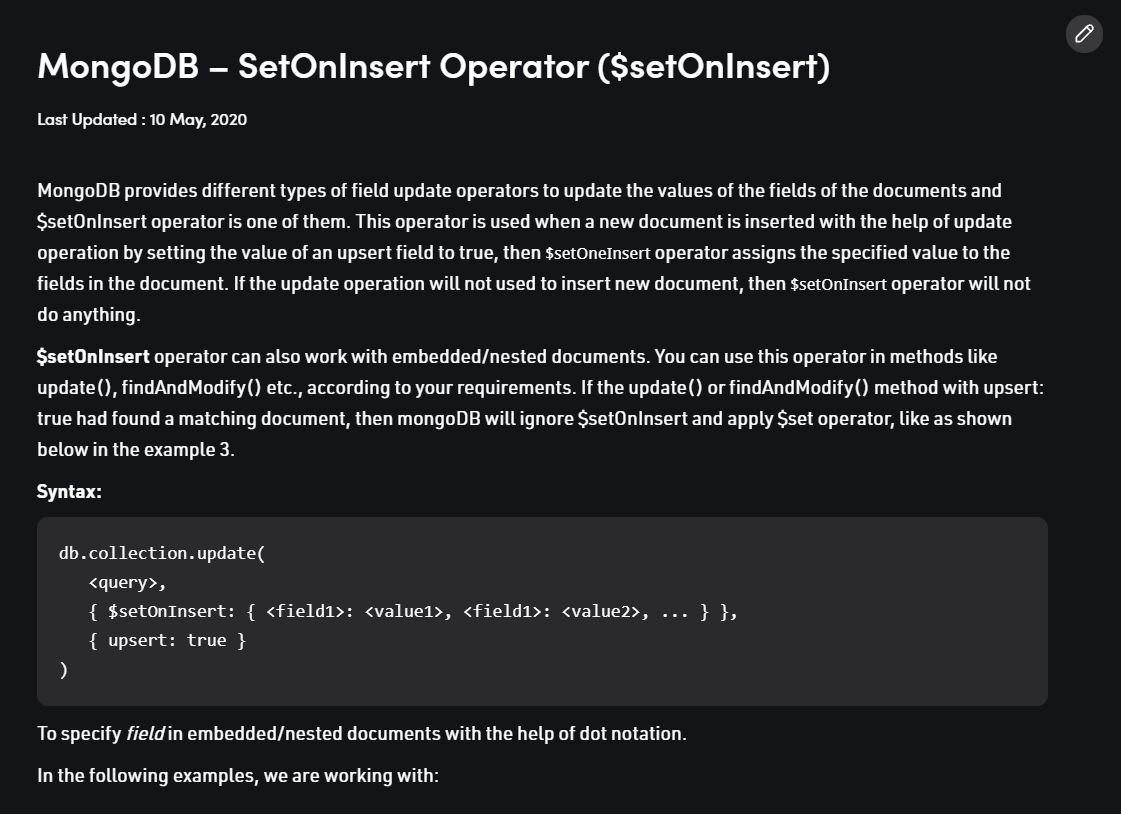 MongoDB – SetOnInsert Operator ($setOnInsert)
Last Updated : 10 May, 2020
MongoDB provides different types of field update operators to update the values of the fields of the documents and
$setOnInsert operator is one of them. This operator is used when a new document is inserted with the help of update
operation by setting the value of an upsert field to true, then $setOneInsert operator assigns the specified value to the
fields in the document. If the update operation will not used to insert new document, then $setOnInsert operator will not
do anything.
$setOnInsert operator can also work with embedded/nested documents. You can use this operator in methods like
update(), findAndModify() etc., according to your requirements. If the update() or findAndModify() method with upsert:
true had found a matching document, then mongoDB will ignore $setOnInsert and apply $set operator, like as shown
below in the example 3.
Syntax:
db.collection.update(
<query>,
{ $setOnInsert: { <field1>: <value1>, <field1>: <value2>, ... } },
{ upsert: true }
)
To specify field in embedded/nested documents with the help of dot notation.
In the following examples, we are working with: